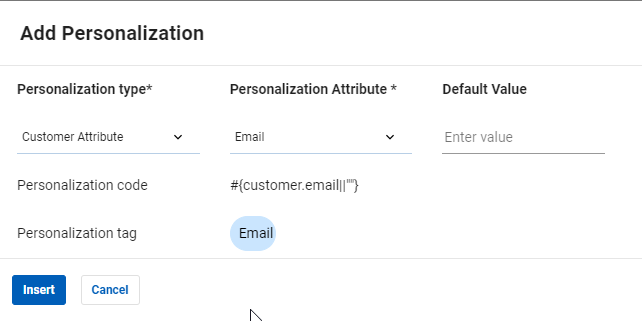 Add Personalization
Personalization type* Personalization Attribute * Default Value
Customer Attribute Email Enter value
Personalization code #{customer.email||""}
Personalization tag Email
Insert Cancel